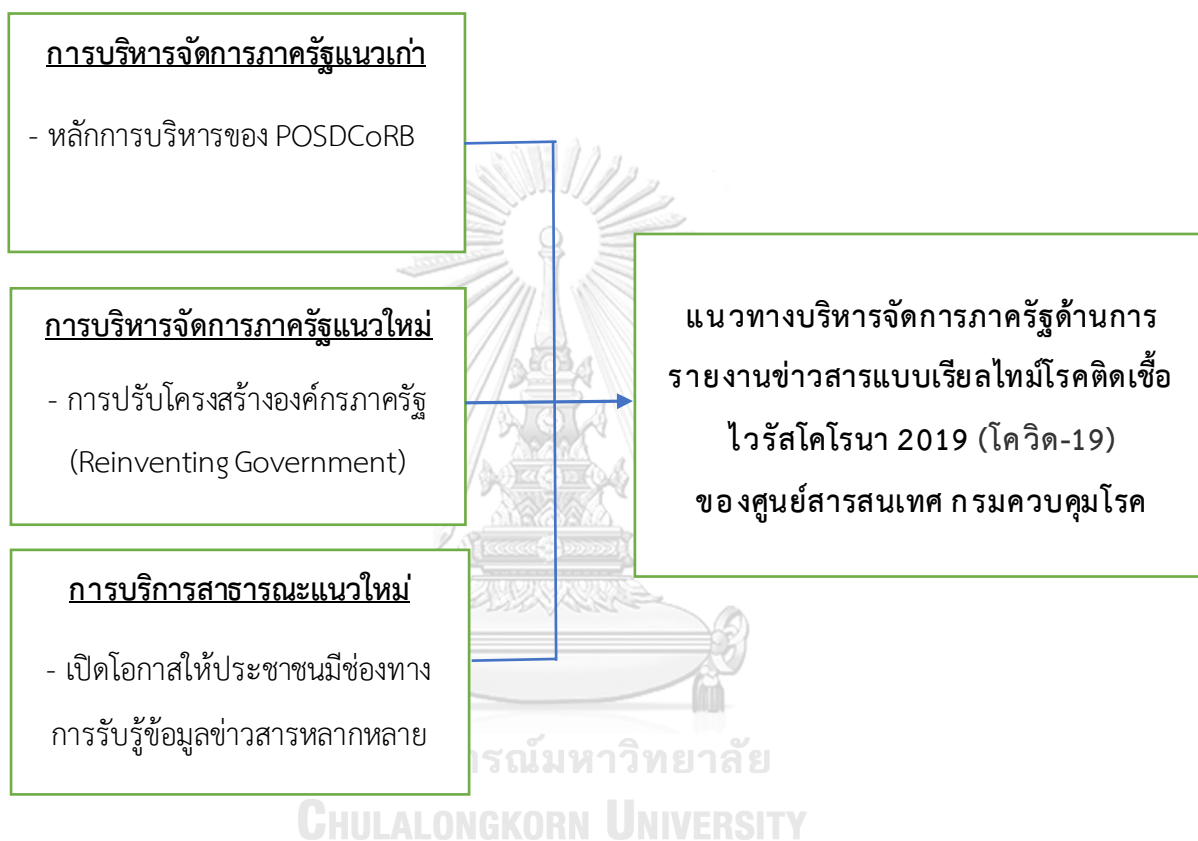 การบริหารจัดการภาครัฐแนวเก่า
- หลักการบริหารของ POSDCoRB
การบริหารจัดการภาครัฐแนวใหม่
- การปรับโครงสร้างองค์กรภาครัฐ
(Reinventing Government)
การบริการสาธารณะแนวใหม่
- เปิดโอกาสให้ประชาชนมีช่องทาง
การรับรู้ข้อมูลข่าวสารหลากหลาย
แนวทางบริหารจัดการภาครัฐด้านการ
รายงานข่าวสารแบบเรียลไทม์โรคติดเชื้อ
ไวรัสโคโรนา 2019 (โควิด-19)
ของศูนย์สารสนเทศ กรมควบคุมโรค
รณ์มหาวิทยาลัย
CHULALONGKORN UNIVERSITY